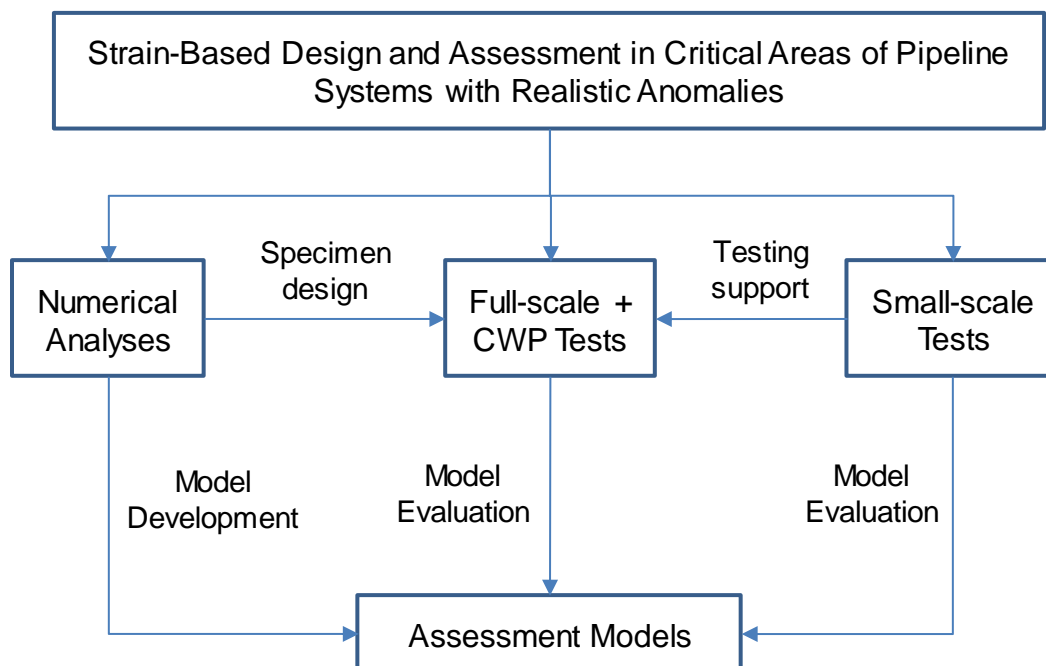 Strain-Based Design and Assessment in Critical Areas of Pipeline
Systems with Realistic Anomalies
Specimen
design
Testing
support
Numerical
Analyses
Full-scale +
CWP Tests
Small-scale
Tests
Model
Development
Model
Evaluation
Model
Evaluation
Assessment Models